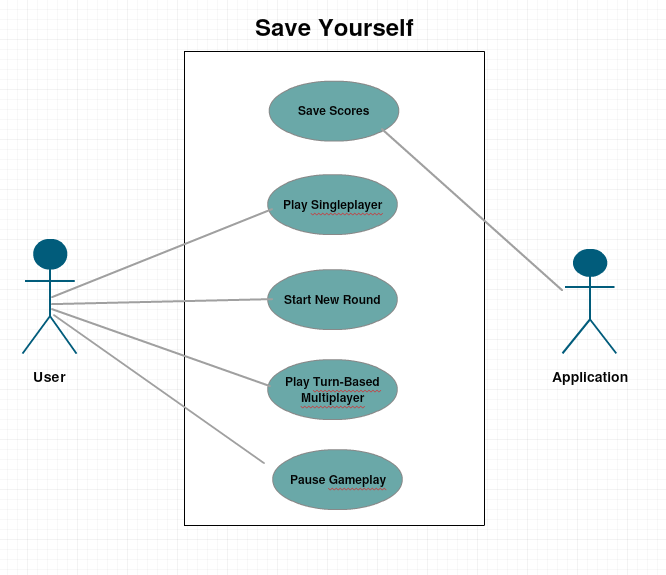 Save Yourself
Save Scores
Play Singleplayer
Start New Round
Play Turn-Based
Multiplayer
Pause Gameplay
User
Application